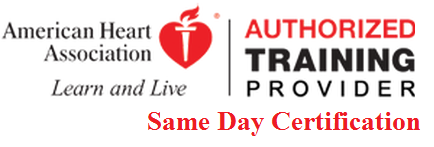 American Heart
Association
®
Learn and Live
AUTHORIZED
TRAINING
PROVIDER
Same Day Certification